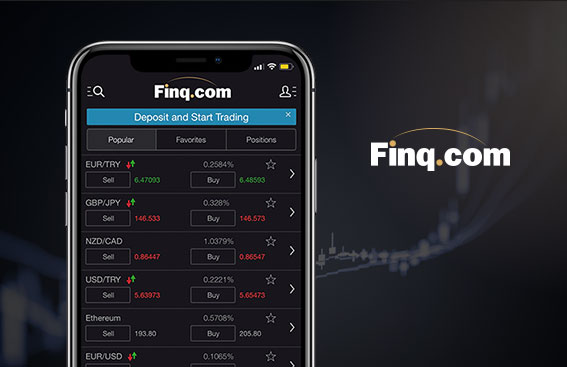 Finq.com
Deposit and Start Trading ×
Popular Favorites Positions
EUR/TRY 0.2584%
Sell 6.47093 Buy 6.48593
GBP/JPY 0.328%
Sell 146.533 Buy 146.573
NZD/CAD 1.0379%
Sell 0.86447 Buy 0.86547
USD/TRY 0.2221%
Sell 5.63973 Buy 5.65473
Ethereum 0.5708%
Sell 193.80 Buy 205.80
EUR/USD 0.1065%
Finq.com